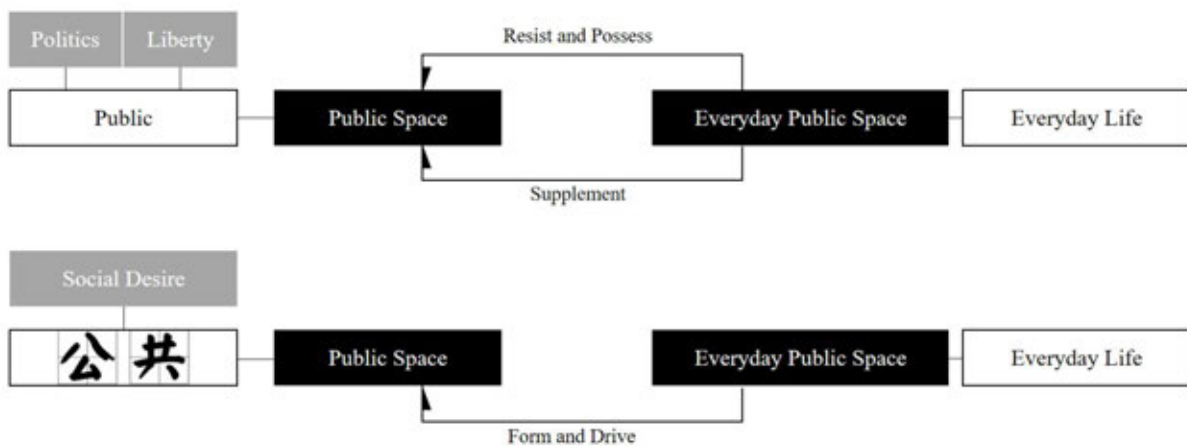 Politics
Liberty
Resist and Possess
Public
Public Space
Everyday Public Space
Everyday Life
Supplement
Social Desire
公共
Public Space
Everyday Public Space
Everyday Life
Form and Drive